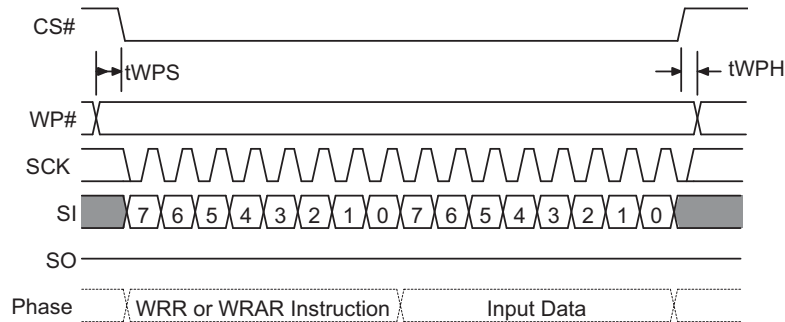 CS#
tWPS
tWPH
WP#
SCK
SI 7 6 5 4 3 2 1 0 7 6 5 4 3 2 1 0
SO
Phase WRR or WRAR Instruction Input Data